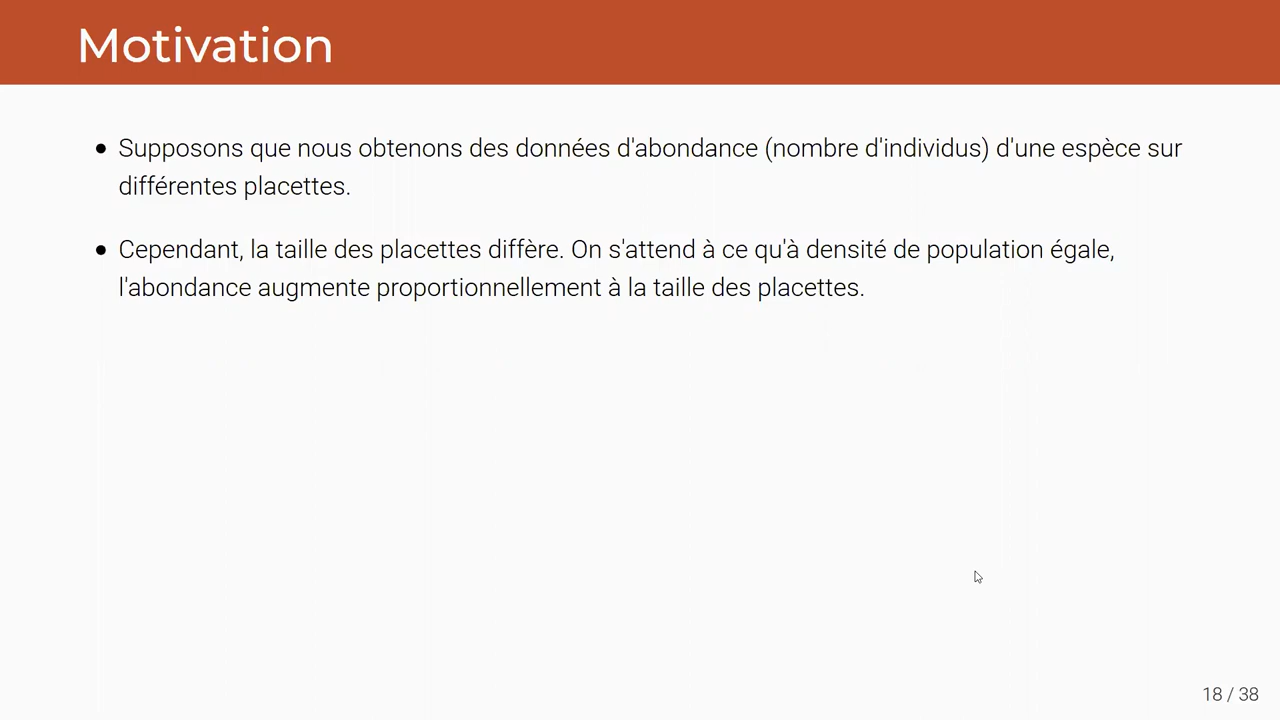 Motivation
• Supposons que nous obtenons des données d'abondance (nombre d'individus) d'une espèce sur
différentes placettes.
• Cependant, la taille des placettes diffère. On s'attend à ce qu'à densité de population égale,
l'abondance augmente proportionnellement à la taille des placettes.
18 / 38